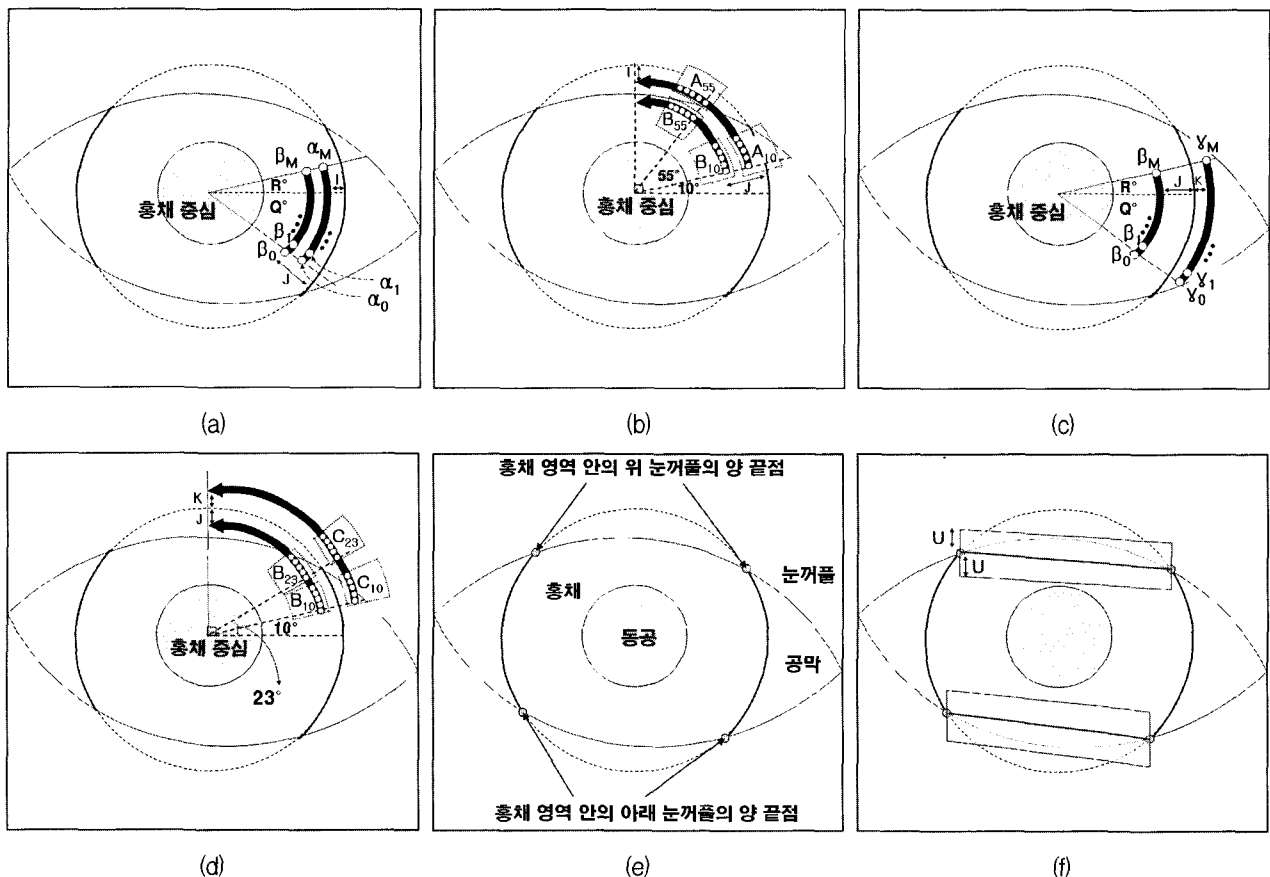 β_M α_M
R°
I
Q°
홍채 중심
β_1
β_0
J
α_1
α_0
(a)
I
A_55
B_55
A_10
B_10
55°
10°
J
홍채 중심
(b)
β_M
ɣ_M
R°
J
K
Q°
홍채 중심
β_1
β_0
ɣ_1
ɣ_0
(c)
K
J
C_23
B_23
C_10
B_10
10°
홍채 중심
23°
(d)
홍채 영역 안의 위 눈꺼풀의 양 끝점
눈꺼풀
홍채
동공
공막
홍채 영역 안의 아래 눈꺼풀의 양 끝점
(e)
U
U
(f)